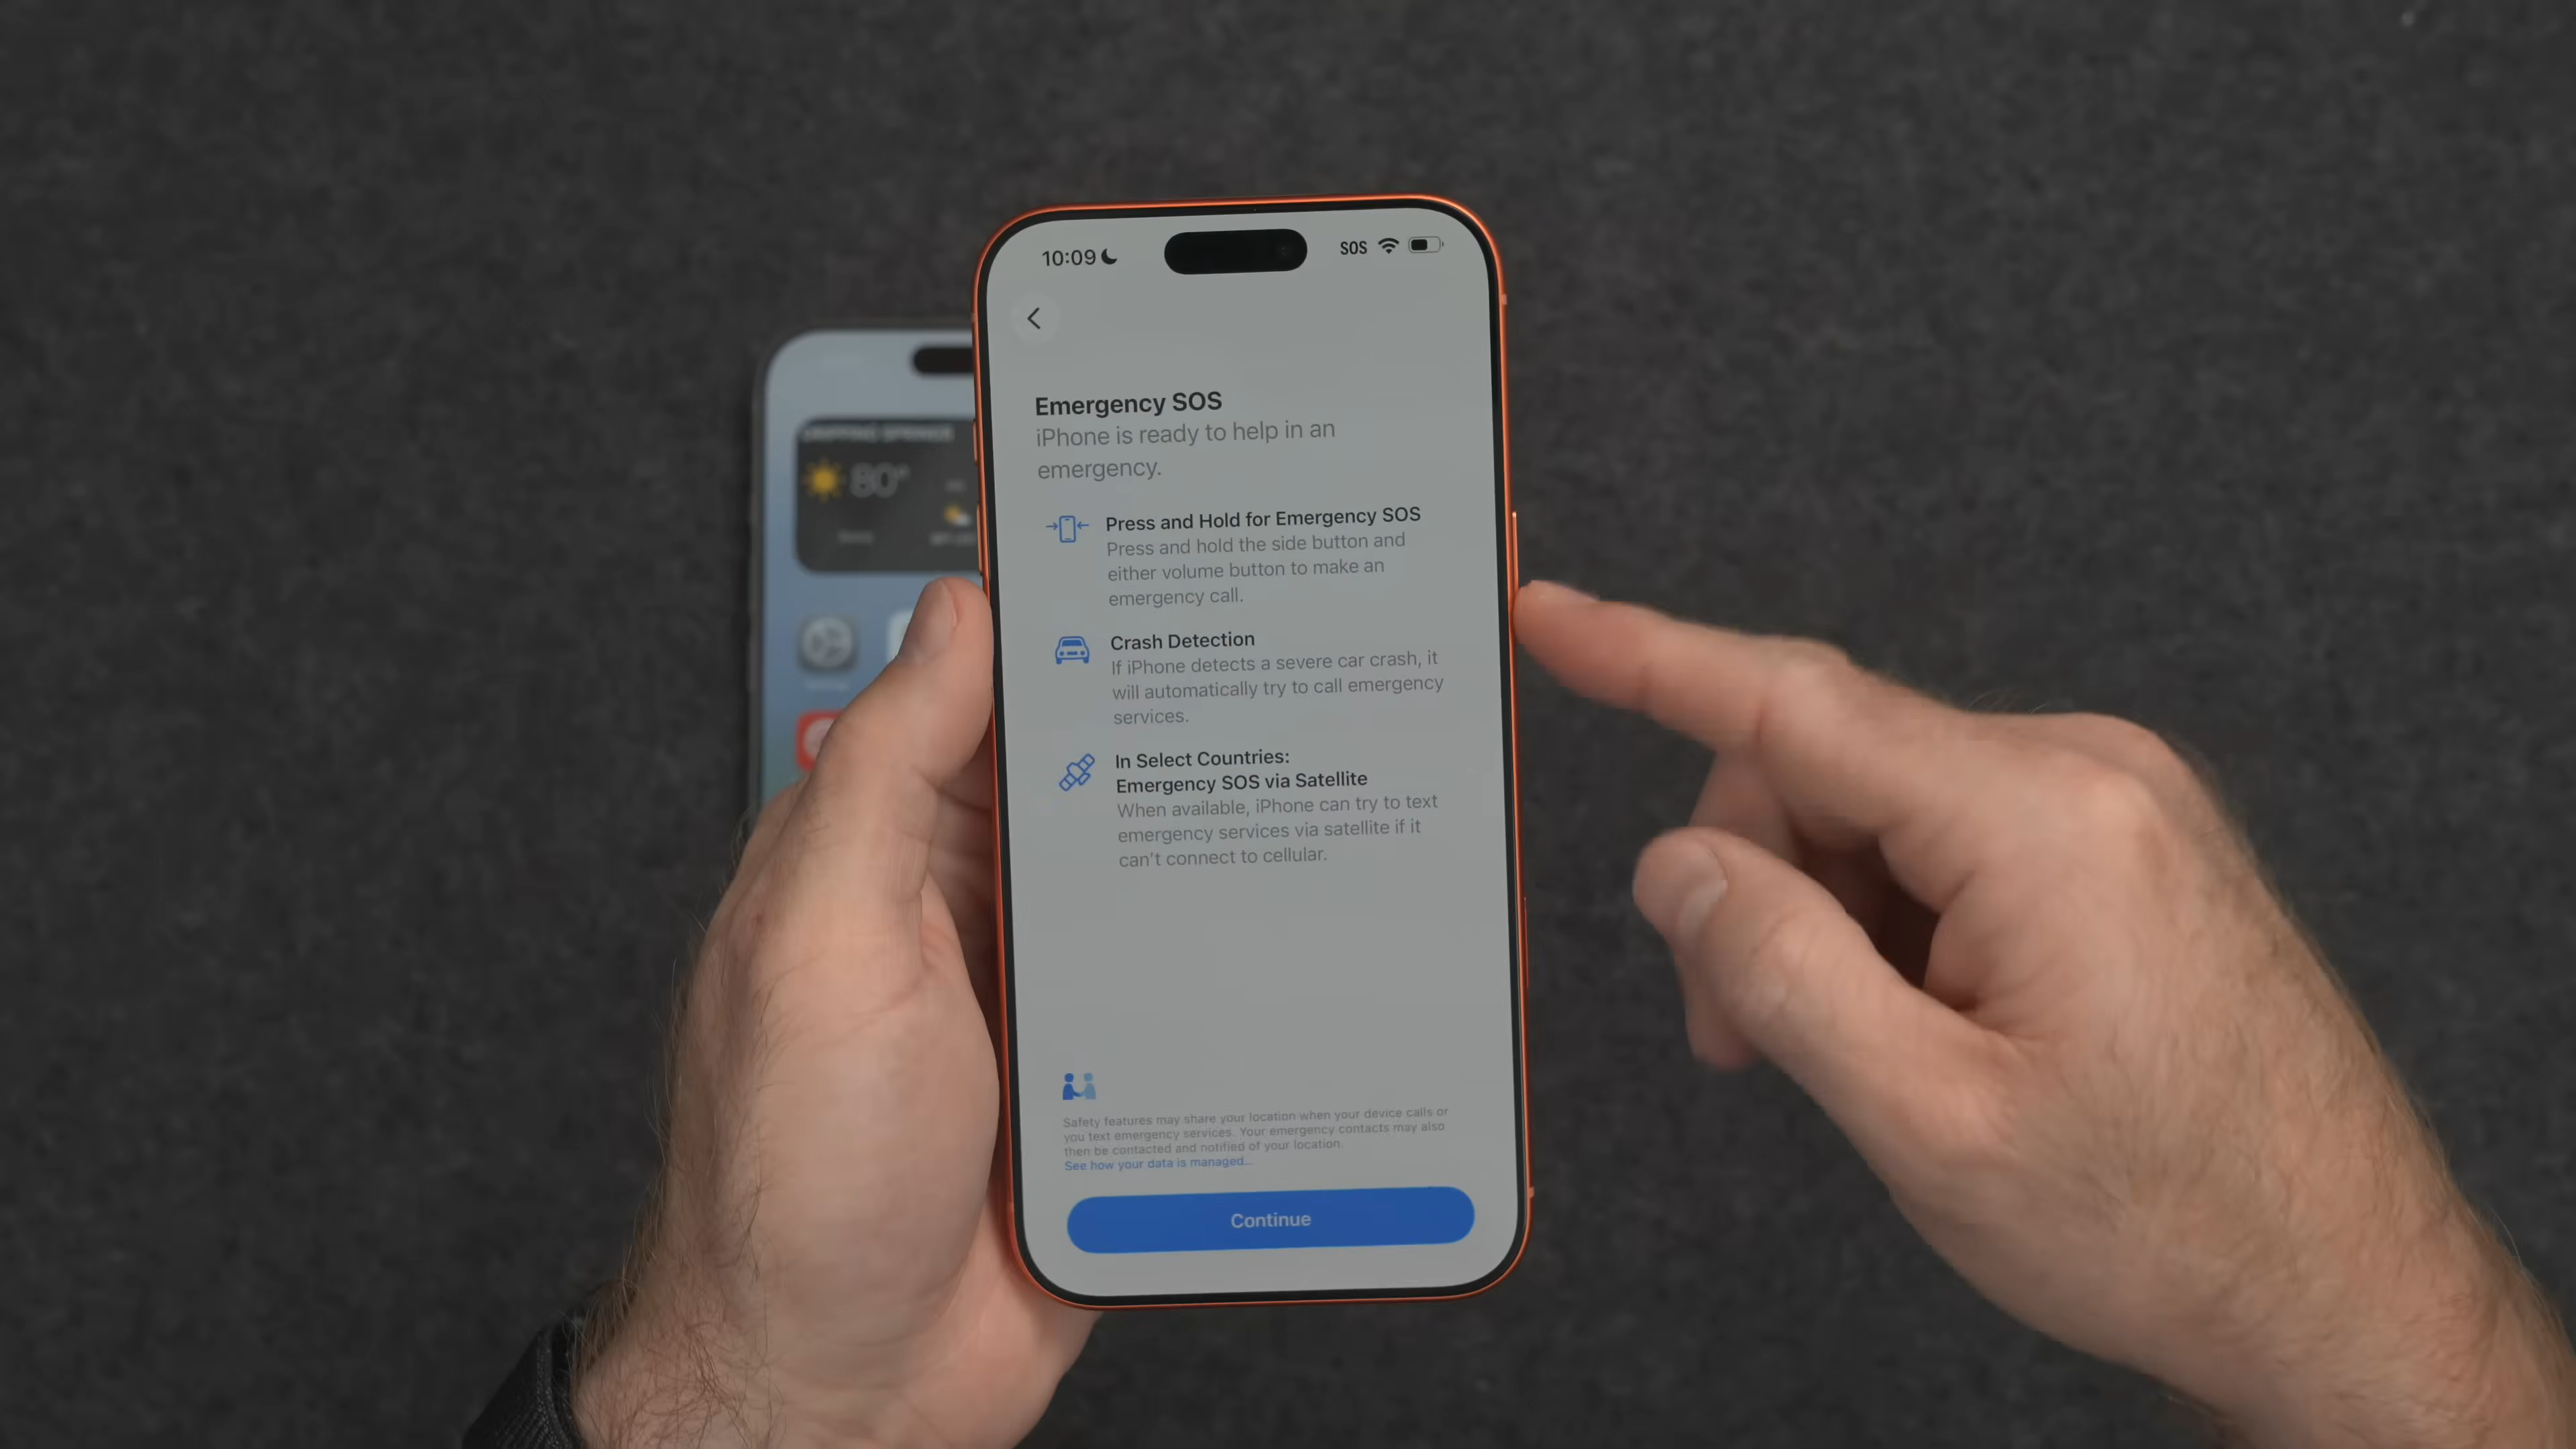 10:09
SOS
Emergency SOS
iPhone is ready to help in an
emergency.
Press and Hold for Emergency SOS
Press and hold the side button and
either volume button to make an
emergency call.
Crash Detection
If iPhone detects a severe car crash, it
will automatically try to call emergency
services.
In Select Countries:
Emergency SOS via Satellite
When available, iPhone can try to text
emergency services via satellite if it
can't connect to cellular.
Safety features may share your location when your device calls or
you text emergency services. Your emergency contacts may also
then be contacted and notified of your location.
See how your data is managed...
Continue
80°